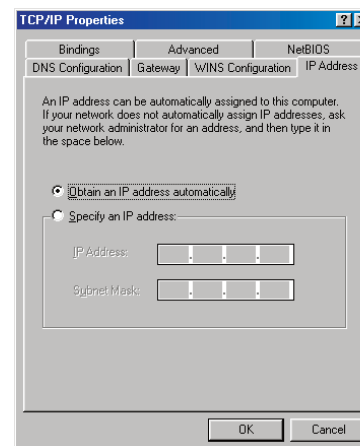 TCP/IP Properties
Bindings Advanced NetBIOS
DNS Configuration Gateway WINS Configuration IP Address
An IP address can be automatically assigned to this computer.
If your network does not automatically assign IP addresses, ask
your network administrator for an address, and then type it in
the space below.
Obtain an IP address automatically
Specify an IP address:
IP Address:
Subnet Mask:
OK Cancel